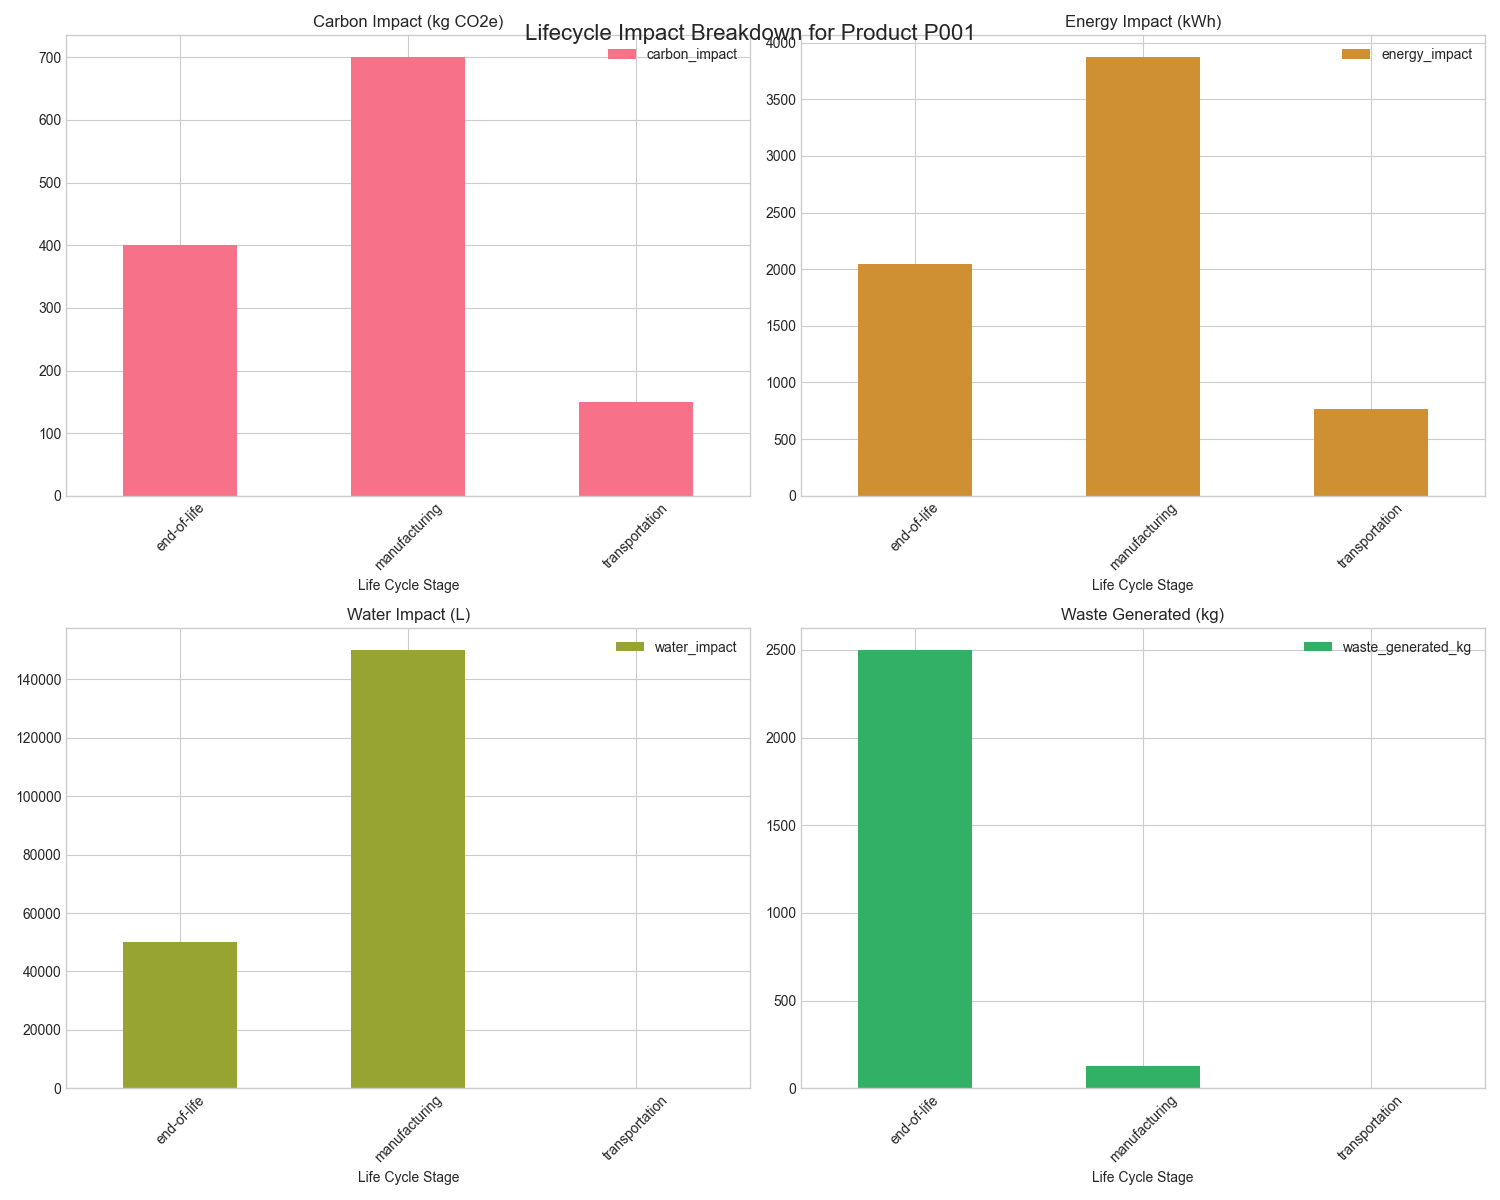 Lifecycle Impact Breakdown for Product P001
Carbon Impact (kg CO2e)
carbon_impact
700
600
500
400
300
200
100
0
end-of-life
manufacturing
transportation
Life Cycle Stage
Energy Impact (kWh)
energy_impact
4000
3500
3000
2500
2000
1500
1000
500
0
end-of-life
manufacturing
transportation
Life Cycle Stage
Water Impact (L)
water_impact
140000
120000
100000
80000
60000
40000
20000
0
end-of-life
manufacturing
transportation
Life Cycle Stage
Waste Generated (kg)
waste_generated_kg
2500
2000
1500
1000
500
0
end-of-life
manufacturing
transportation
Life Cycle Stage